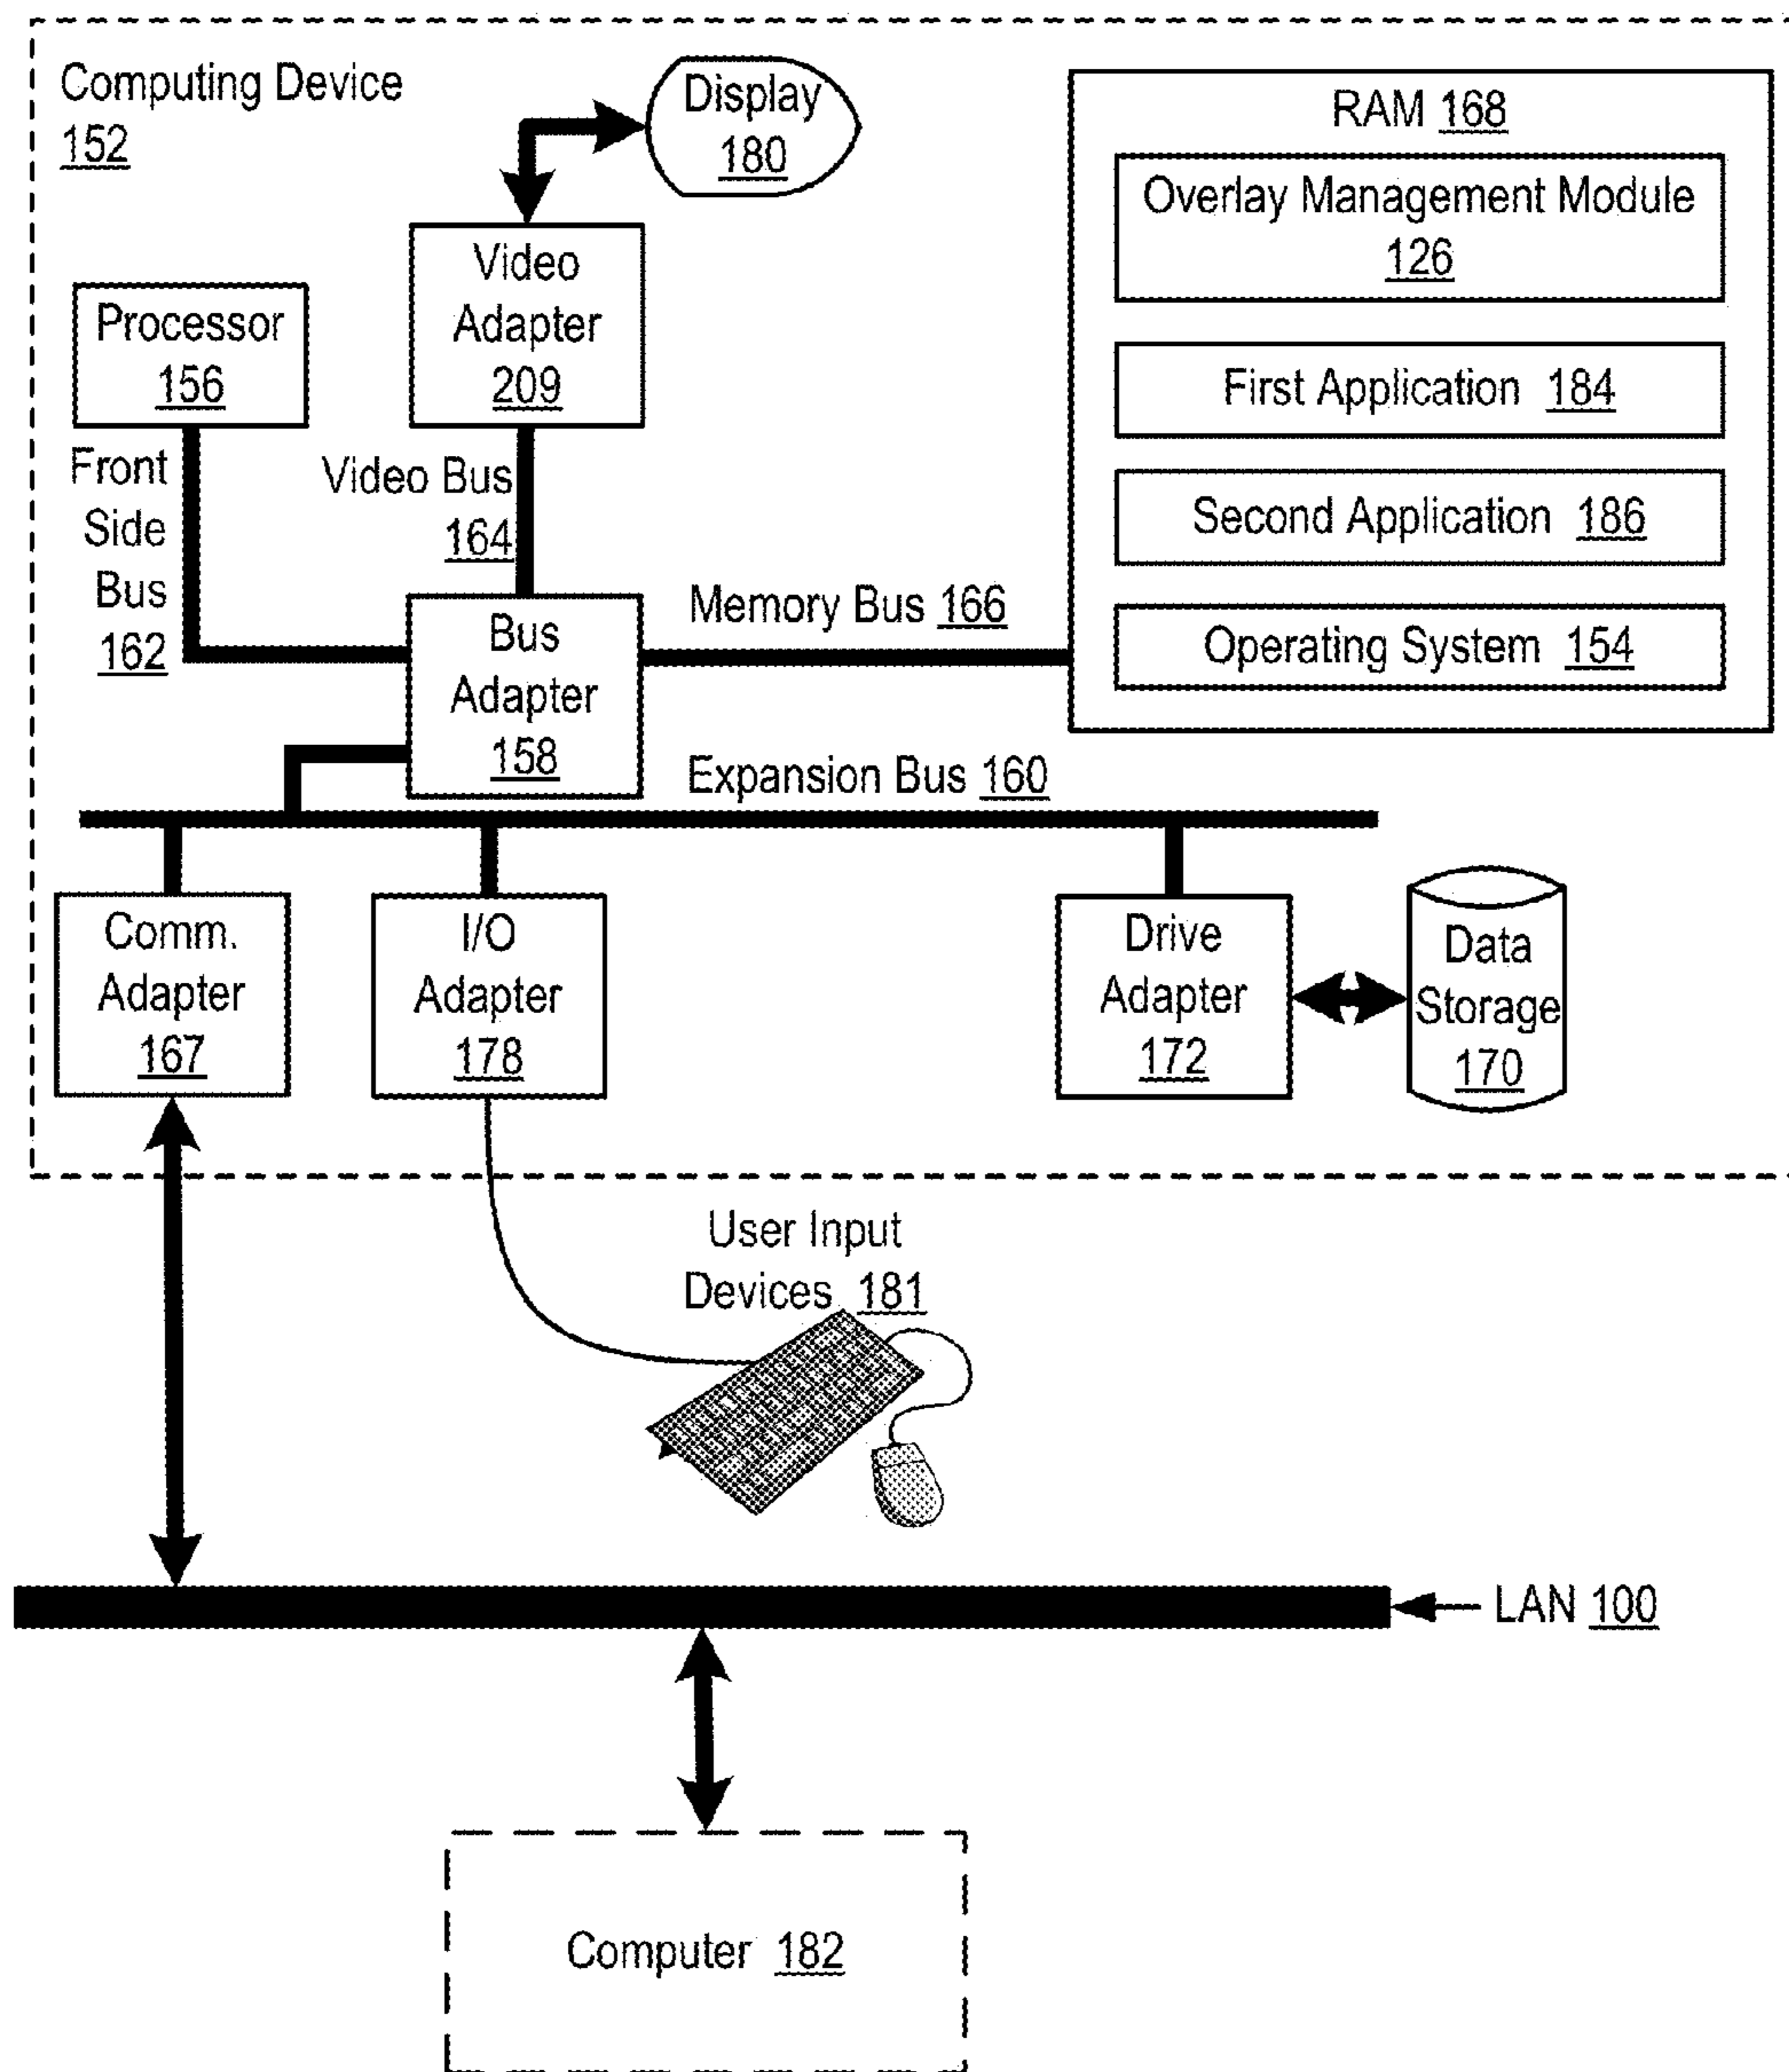 Computing Device
152
Display
180
RAM 168
Overlay Management Module
126
First Application 184
Second Application 186
Operating System 154
Video
Adapter
209
Processor
156
Front
Side
Bus
162
Video Bus
164
Bus
Adapter
158
Memory Bus 166
Expansion Bus 160
Comm.
Adapter
167
I/O
Adapter
178
Drive
Adapter
172
Data
Storage
170
User Input
Devices 181
LAN 100
Computer 182